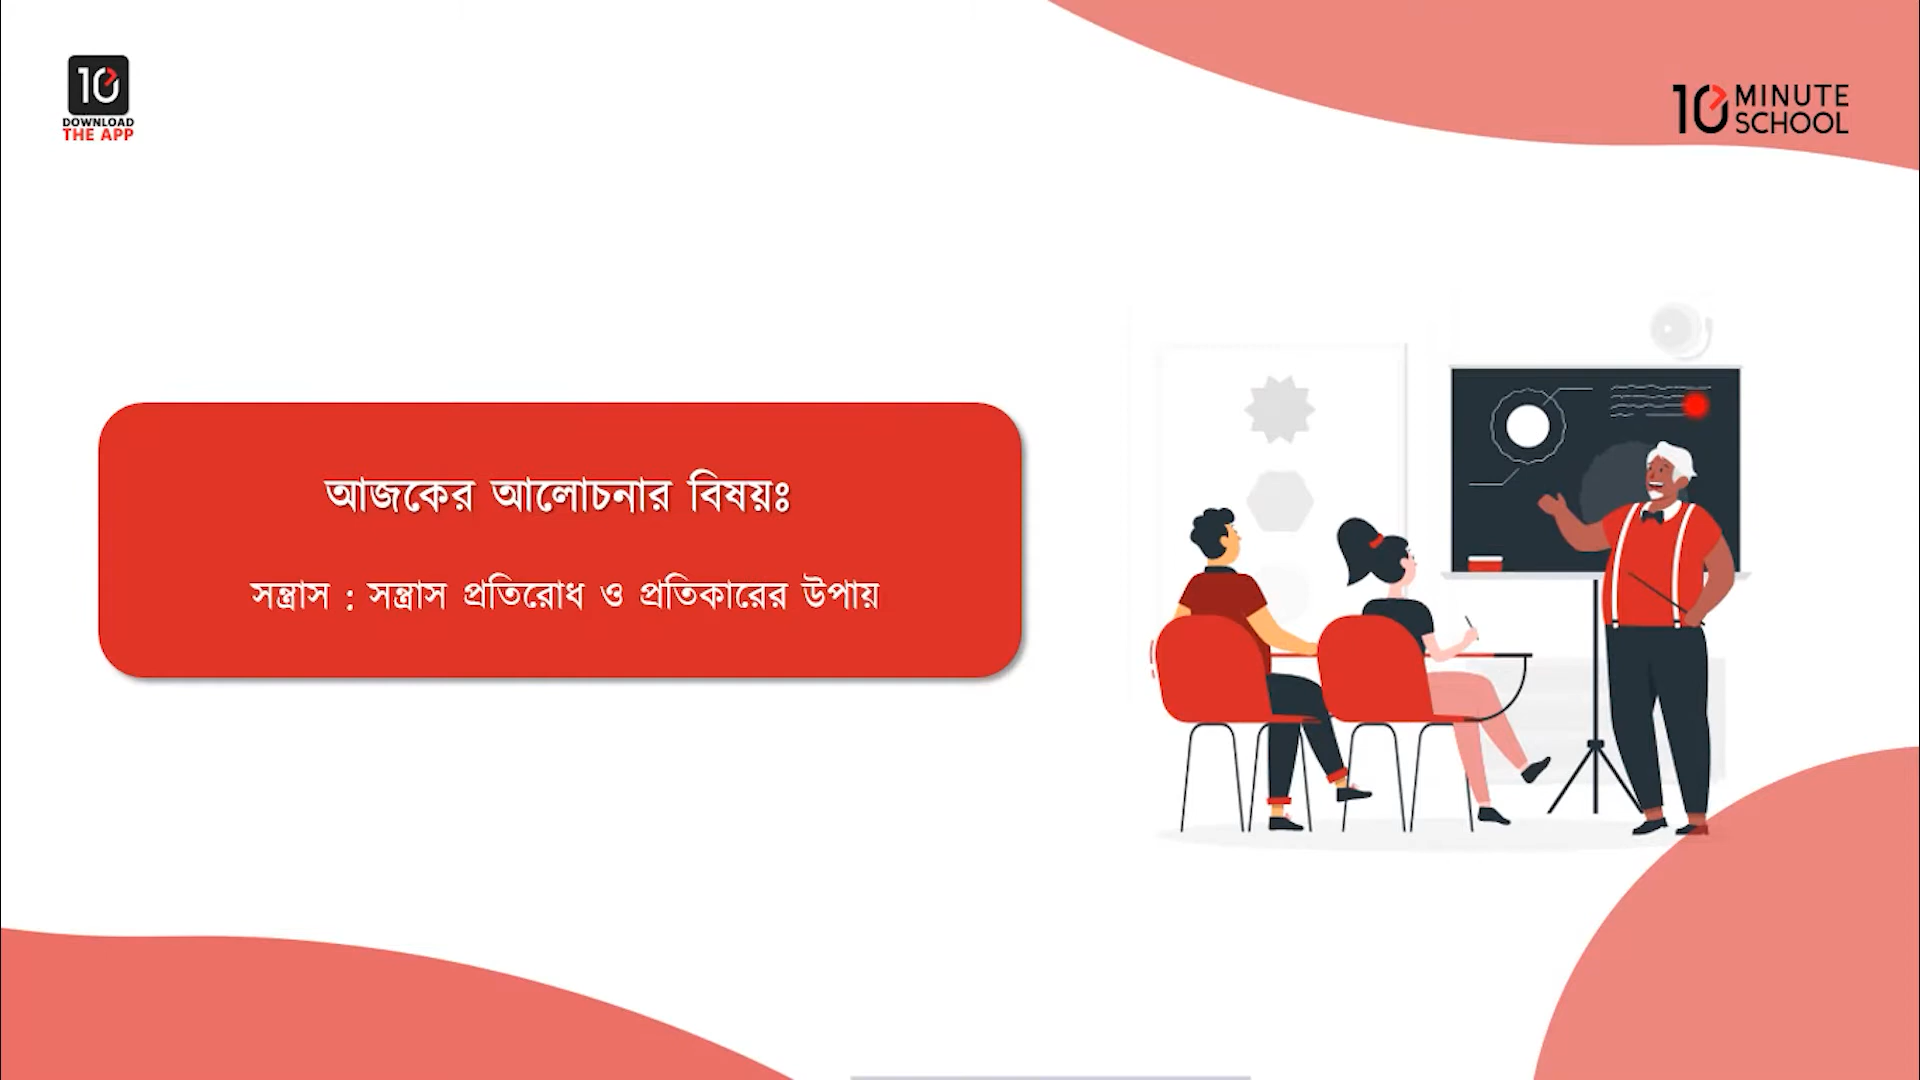 10
DOWNLOAD
THE APP
10 MINUTE
SCHOOL
আজকের আলোচনার বিষয়ঃ
সন্ত্রাস : সন্ত্রাস প্রতিরোধ ও প্রতিকারের উপায়